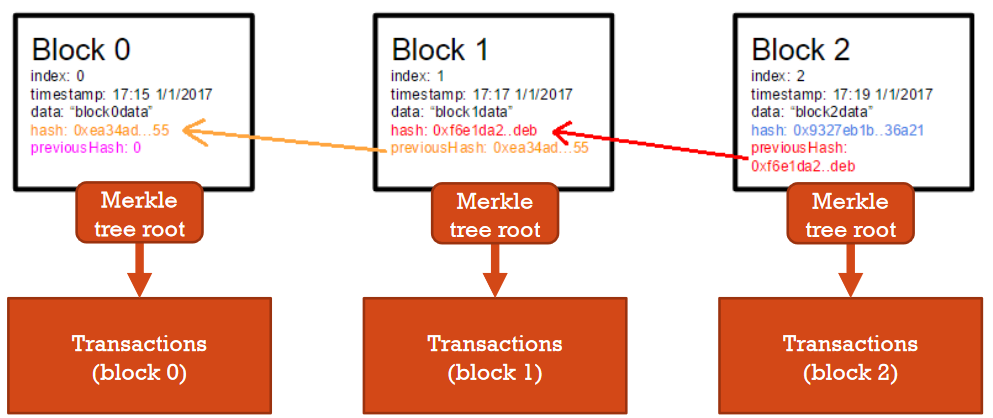 Block 0
index: 0
timestamp: 17:15 1/1/2017
data: “block0data”
hash: 0xea34ad...55
previousHash: 0
Merkle
tree root
Transactions
(block 0)
Block 1
index: 1
timestamp: 17:17 1/1/2017
data: “block1data”
hash: 0xf6e1da2..deb
previousHash: 0xea34ad...55
Merkle
tree root
Transactions
(block 1)
Block 2
index: 2
timestamp: 17:19 1/1/2017
data: “block2data”
hash: 0x9327eb1b..36a21
previousHash:
0xf6e1da2..deb
Merkle
tree root
Transactions
(block 2)